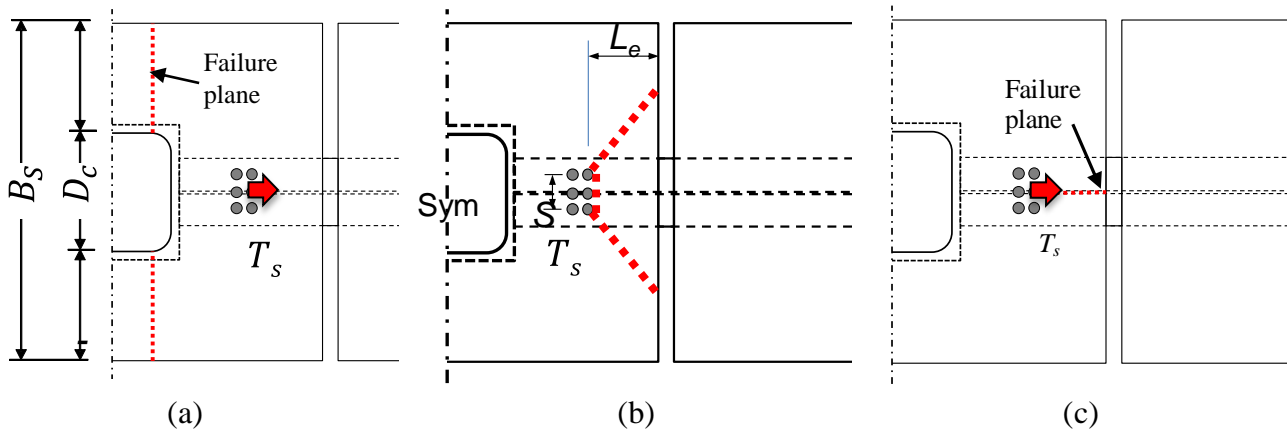 B_S
D_c
Failure
plane
T_s
(a)
L_e
Sym
S
T_s
(b)
Failure
plane
T_s
(c)